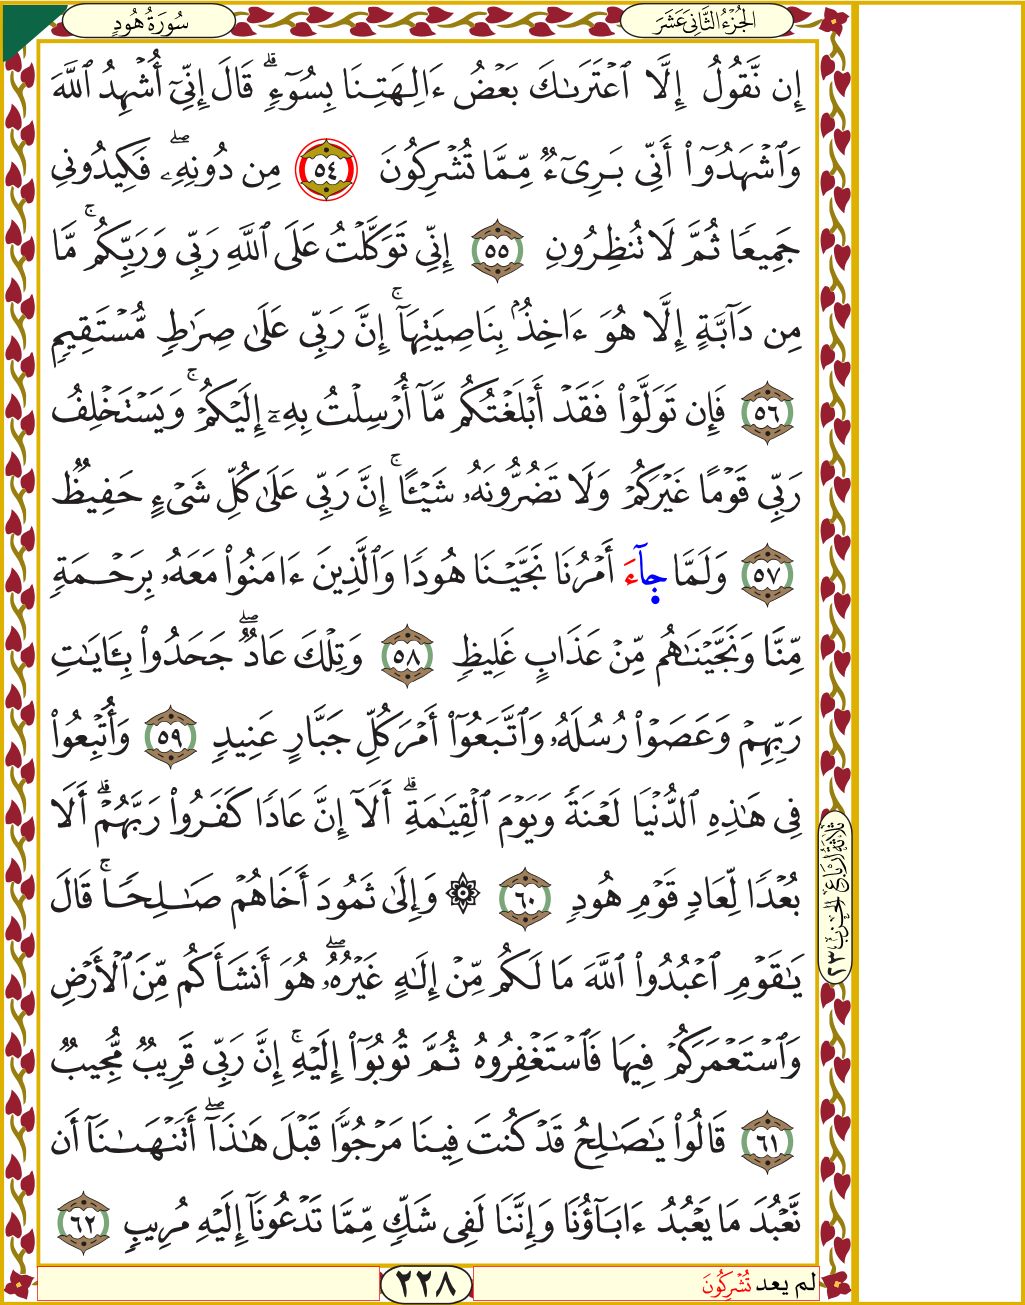 الجُزْءُ الثَّانِيَ عَشَرَ
سُورَةُ هُودٍ
إِن نَّقُولُ إِلَّا ٱعۡتَرَىٰكَ بَعۡضُ ءَالِهَتِنَا بِسُوٓءٖۗ قَالَ إِنِّيٓ أُشۡهِدُ ٱللَّهَ
وَٱشۡهَدُوٓاْ أَنِّي بَرِيٓءٞ مِّمَّا تُشۡرِكُونَ ٥٤ مِن دُونِهِۦۖ فَكِيدُونِي
جَمِيعٗا ثُمَّ لَا تُنظِرُونِ ٥٥ إِنِّي تَوَكَّلۡتُ عَلَى ٱللَّهِ رَبِّي وَرَبِّكُمۚ مَّا
مِن دَآبَّةٍ إِلَّا هُوَ ءَاخِذُۢ بِنَاصِيَتِهَآۚ إِنَّ رَبِّي عَلَىٰ صِرَٰطٖ مُّسۡتَقِيمٖ
٥٦ فَإِن تَوَلَّوۡاْ فَقَدۡ أَبۡلَغۡتُكُم مَّآ أُرۡسِلۡتُ بِهِۦٓ إِلَيۡكُمۡۚ وَيَسۡتَخۡلِفُ
رَبِّي قَوۡمًا غَيۡرَكُمۡ وَلَا تَضُرُّونَهُۥ شَيۡـًٔاۚ إِنَّ رَبِّي عَلَىٰ كُلِّ شَيۡءٍ حَفِيظٞ
٥٧ وَلَمَّا جَآءَ أَمۡرُنَا نَجَّيۡنَا هُودٗا وَٱلَّذِينَ ءَامَنُواْ مَعَهُۥ بِرَحۡمَةٖ
مِّنَّا وَنَجَّيۡنَٰهُم مِّنۡ عَذَابٍ غَلِيظٖ ٥٨ وَتِلۡكَ عَادٞۖ جَحَدُواْ بِـَٔايَٰتِ
رَبِّهِمۡ وَعَصَوۡاْ رُسُلَهُۥ وَٱتَّبَعُوٓاْ أَمۡرَ كُلِّ جَبَّارٍ عَنِيدٖ ٥٩ وَأُتۡبِعُواْ
فِي هَٰذِهِ ٱلدُّنۡيَا لَعۡنَةٗ وَيَوۡمَ ٱلۡقِيَٰمَةِۗ أَلَآ إِنَّ عَادٗا كَفَرُواْ رَبَّهُمۡۗ أَلَا
بُعۡدٗا لِّعَادٖ قَوۡمِ هُودٖ ٦٠ ۞ وَإِلَىٰ ثَمُودَ أَخَاهُمۡ صَٰلِحٗاۚ قَالَ
يَٰقَوۡمِ ٱعۡبُدُواْ ٱللَّهَ مَا لَكُم مِّنۡ إِلَٰهٍ غَيۡرُهُۥۖ هُوَ أَنشَأَكُم مِّنَ ٱلۡأَرۡضِ
وَٱسۡتَعۡمَرَكُمۡ فِيهَا فَٱسۡتَغۡفِرُوهُ ثُمَّ تُوبُوٓاْ إِلَيۡهِۚ إِنَّ رَبِّي قَرِيبٞ مُّجِيبٞ
٦١ قَالُواْ يَٰصَٰلِحُ قَدۡ كُنتَ فِينَا مَرۡجُوّٗا قَبۡلَ هَٰذَآۖ أَتَنۡهَىٰنَآ أَن
نَّعۡبُدَ مَا يَعۡبُدُ ءَابَآؤُنَا وَإِنَّنَا لَفِي شَكّٖ مِّمَّا تَدۡعُونَآ إِلَيۡهِ مُرِيبٖ ٦٢
ثلاثة أرباع الحزب ٢٣
لم يعد تُشْرِكُونَ
٢٢٨